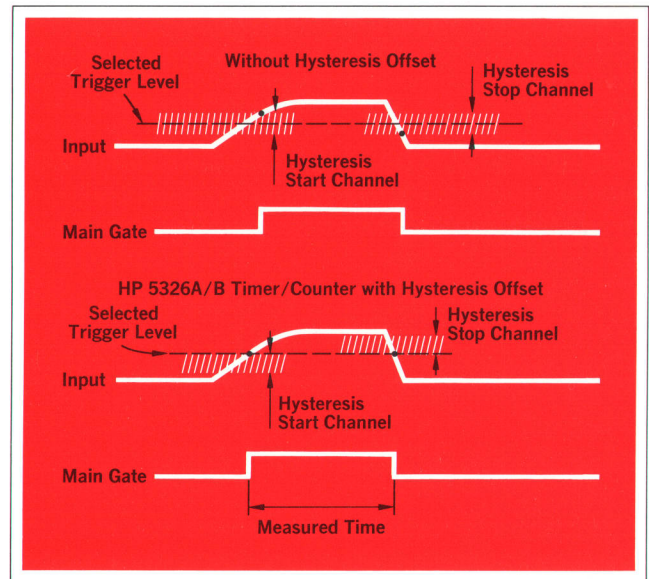 Without Hysteresis Offset
Selected
Trigger Level
Hysteresis
Stop Channel
Input
Hysteresis
Start Channel
Main Gate
HP 5326A/B Timer/Counter with Hysteresis Offset
Selected
Trigger Level
Hysteresis
Stop Channel
Input
Hysteresis
Start Channel
Main Gate
Measured Time